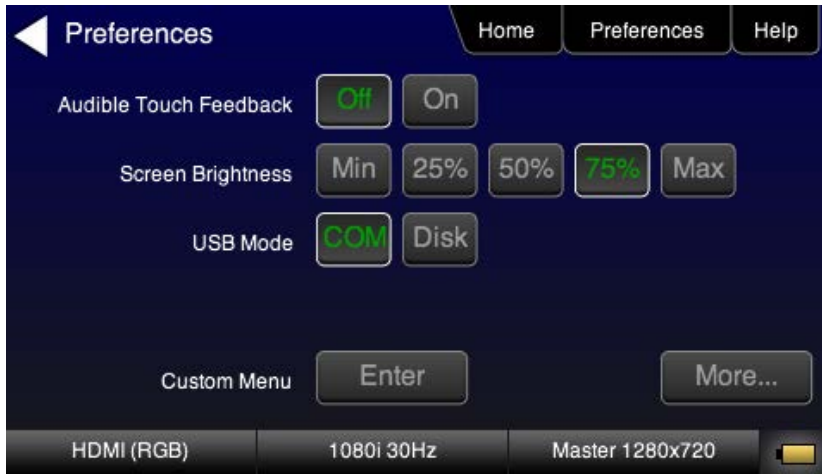 Preferences
Home
Preferences
Help
Audible Touch Feedback Off On
Screen Brightness Min 25% 50% 75% Max
USB Mode COM Disk
Custom Menu Enter More...
HDMI (RGB) 1080i 30Hz Master 1280x720